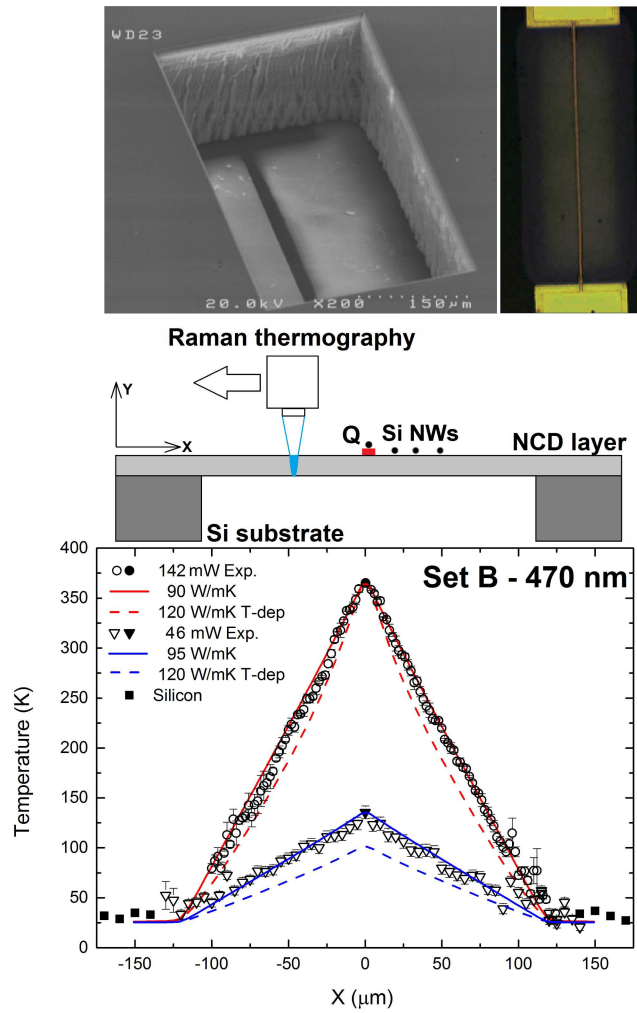 WD23
20.0kV X200 150µm
Raman thermography
Y
X
Q Si NWs
NCD layer
Si substrate
Set B - 470 nm
142 mW Exp.
90 W/mK
120 W/mK T-dep
46 mW Exp.
95 W/mK
120 W/mK T-dep
Silicon
Temperature (K)
400
350
300
250
200
150
100
50
0
-150 -100 -50 0 50 100 150
X (μm)